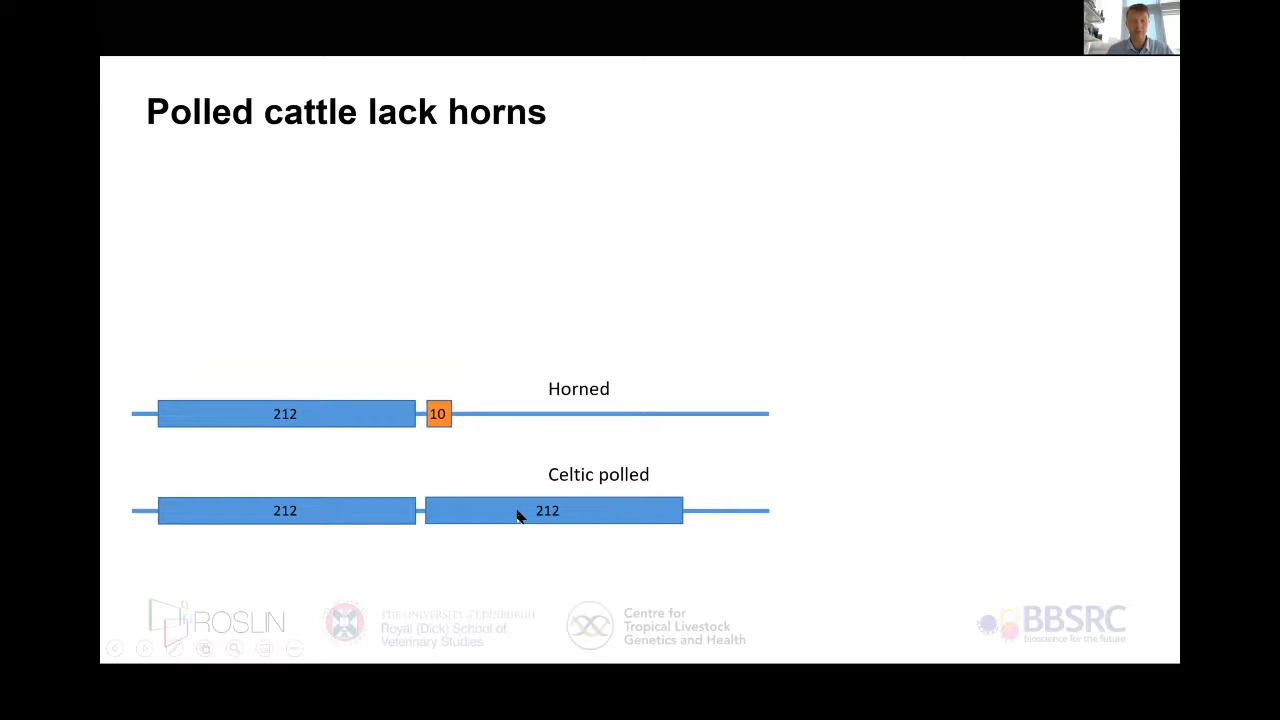 Polled cattle lack horns
Horned
212
10
Celtic polled
212
212
ROSLIN
THE UNIVERSITY of EDINBURGH
Royal (Dick) School of
Veterinary Studies
Centre for
Tropical Livestock
Genetics and Health
BBSRC
bioscience for the future